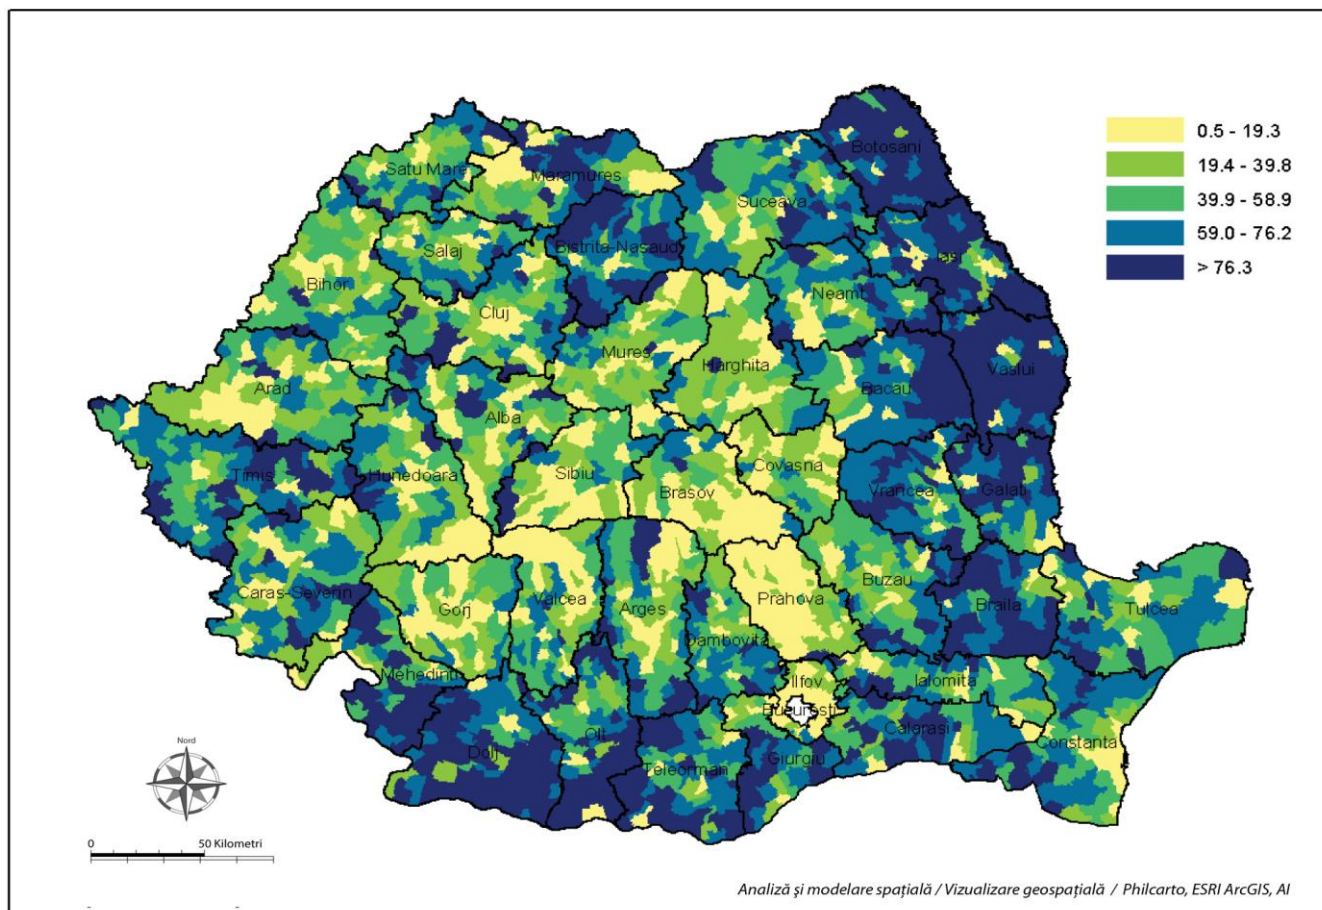 0.5 - 19.3
19.4 - 39.8
39.9 - 58.9
59.0 - 76.2
> 76.3
Botosani
Satu Mare
Maramures
Suceava
Iasi
Salaj
Bistrita-Nasaud
Bihor
Neamt
Cluj
Mures
Harghita
Vaslui
Arad
Bacau
Alba
Timis
Hunedoara
Sibiu
Covasna
Brasov
Vrancea
Galati
Caras-Severin
Gorj
Valcea
Arges
Prahova
Buzau
Braila
Tulcea
Dambovita
Mehedinti
Ilfov
Ialomita
Bucuresti
Dolj
Olt
Calarasi
Constanta
Teleorman
Giurgiu
Nord
0 50 Kilometri
Analiză şi modelare spațială / Vizualizare geospațială / Philcarto, ESRI ArcGIS, AI